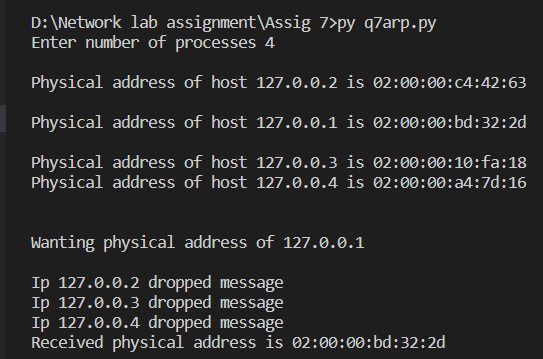 D:\Network lab assignment\Assig 7>py q7arp.py
Enter number of processes 4
Physical address of host 127.0.0.2 is 02:00:00:c4:42:63
Physical address of host 127.0.0.1 is 02:00:00:bd:32:2d
Physical address of host 127.0.0.3 is 02:00:00:10:fa:18
Physical address of host 127.0.0.4 is 02:00:00:a4:7d:16
Wanting physical address of 127.0.0.1
Ip 127.0.0.2 dropped message
Ip 127.0.0.3 dropped message
Ip 127.0.0.4 dropped message
Received physical address is 02:00:00:bd:32:2d